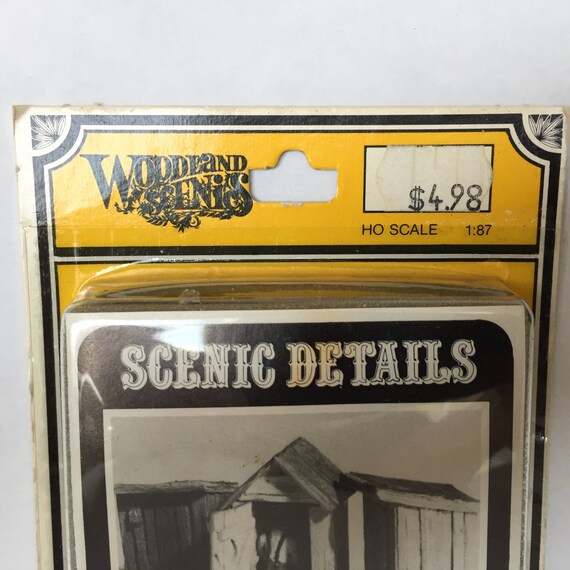 WOODLAND
SCENICS
$4.98
HO SCALE 1:87
SCENIC DETAILS